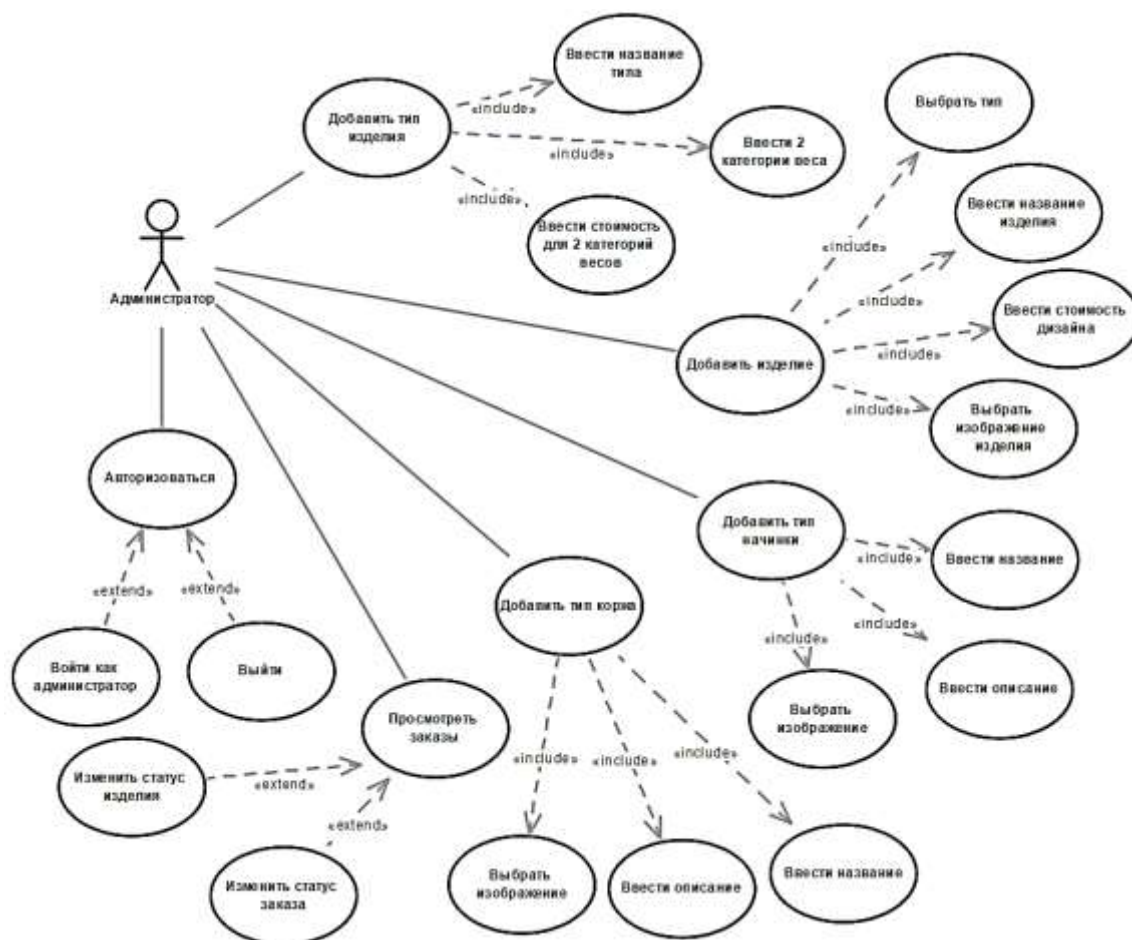 Ввести название
типа
Добавить тип
изделия
«include»
«include»
Ввести 2
категории веса
«include»
Ввести стоимость
для 2 категорий
весов
Выбрать тип
Ввести название
изделия
«include»
Администратор
«include»
Ввести стоимость
дизайна
Добавить изделие
«include»
«include»
Выбрать
изображение
изделия
Авторизоваться
Добавить тип
начинки
«include»
Ввести название
«extend»
«extend»
Добавить тип коржа
«include»
«include»
Войти как
администратор
Выйти
Ввести описание
Просмотреть
заказы
Выбрать
изображение
Изменить статус
изделия
«extend»
«include»
«include»
«include»
«extend»
Изменить статус
заказа
Выбрать
изображение
Ввести описание
Ввести название